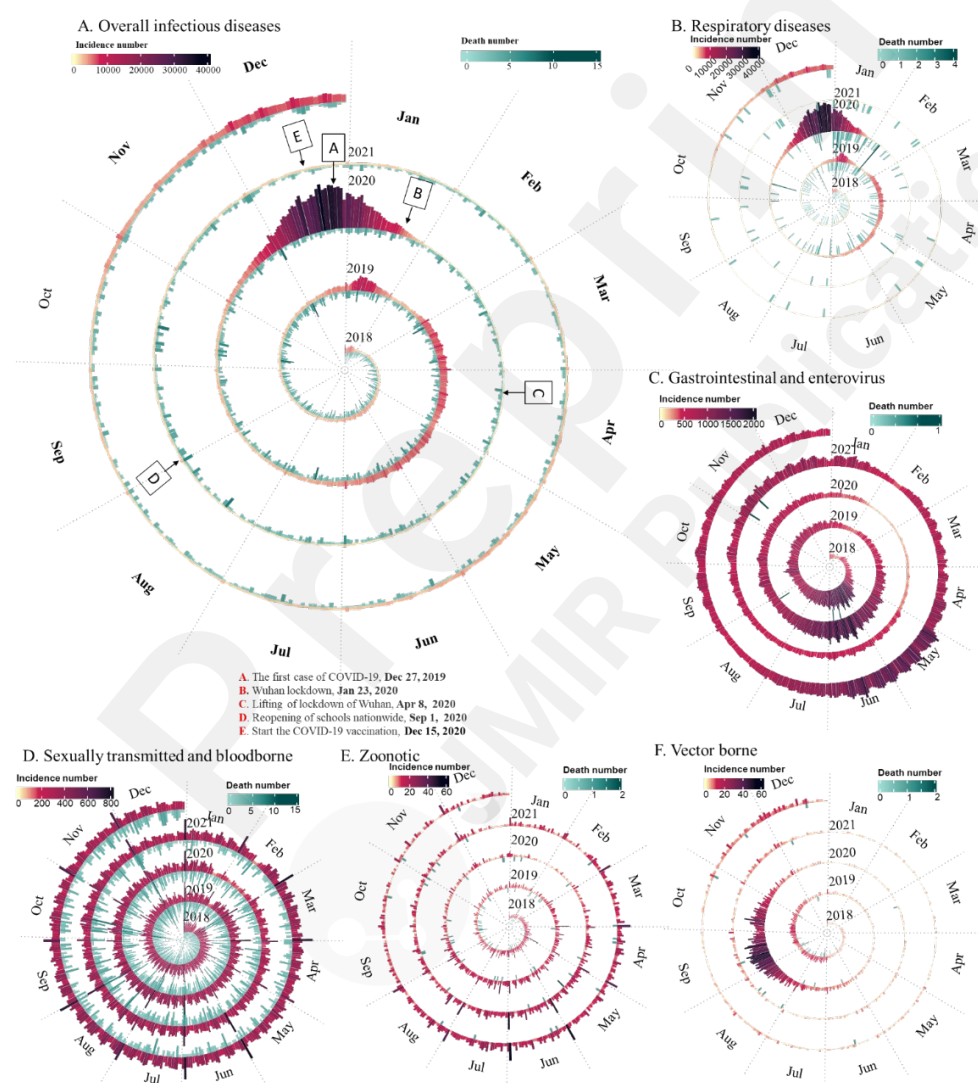 A. Overall infectious diseases
Incidence number
0 10000 20000 30000 40000
Death number
0 5 10 15
Dec
Jan
Nov
Feb
E
A
B
2021
2020
2019
2018
Oct
Mar
C
Sep
D
Apr
Aug
May
Jul
Jun
A. The first case of COVID-19, Dec 27, 2019
B. Wuhan lockdown, Jan 23, 2020
C. Lifting of lockdown of Wuhan, Apr 8, 2020
D. Reopening of schools nationwide, Sep 1, 2020
E. Start the COVID-19 vaccination, Dec 15, 2020
B. Respiratory diseases
Incidence number
0 10000 20000 30000 40000
Death number
0 1 2 3 4
Dec
Jan
Nov
Feb
2021
2020
2019
2018
Oct
Mar
Sep
Apr
Aug
May
Jul
Jun
C. Gastrointestinal and enterovirus
Incidence number
0 500 1000 1500 2000
Death number
0 1
Dec
Jan
Nov
Feb
2021
2020
2019
2018
Oct
Mar
Sep
Apr
Aug
May
Jul
Jun
D. Sexually transmitted and bloodborne
Incidence number
0 200 400 600 800
Death number
0 5 10 15
Dec
Jan
Nov
Feb
2021
2020
2019
2018
Oct
Mar
Sep
Apr
Aug
May
Jul
Jun
E. Zoonotic
Incidence number
0 20 40 60
Death number
0 1 2
Dec
Jan
Nov
Feb
2021
2020
2019
2018
Oct
Mar
Sep
Apr
Aug
May
Jul
Jun
F. Vector borne
Incidence number
0 20 40 60
Death number
0 1 2
Dec
Jan
Nov
Feb
2021
2020
2019
2018
Oct
Mar
Sep
Apr
Aug
May
Jul
Jun
Preprin
JMIR Publicatio